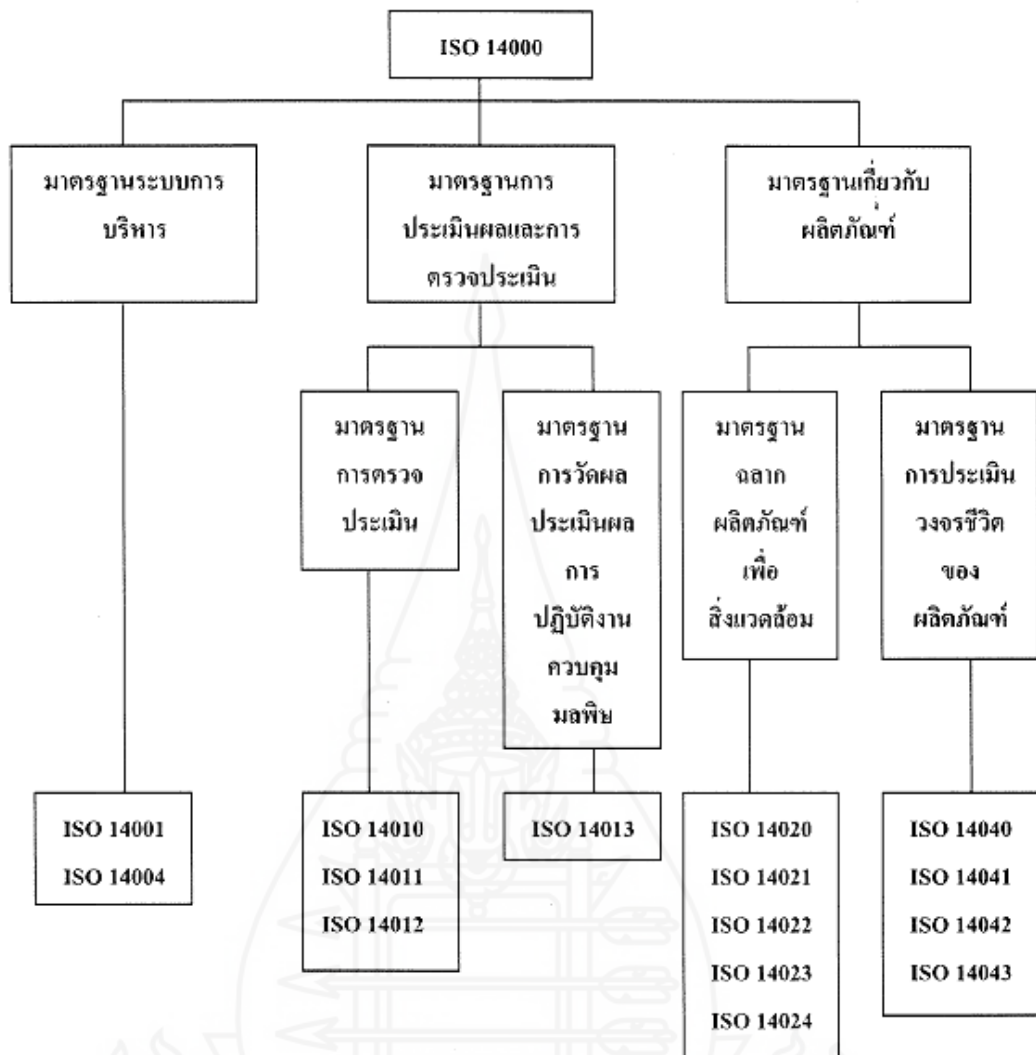 ISO 14000
มาตรฐานระบบการ
บริหาร
มาตรฐานการ
ประเมินผลและการ
ตรวจประเมิน
มาตรฐานเกี่ยวกับ
ผลิตภัณฑ์
มาตรฐาน
การตรวจ
ประเมิน
มาตรฐาน
การวัดผล
ประเมินผล
การ
ปฏิบัติงาน
ควบคุม
มลพิษ
มาตรฐาน
ฉลาก
ผลิตภัณฑ์
เพื่อ
สิ่งแวดล้อม
มาตรฐาน
การประเมิน
วงจรชีวิต
ของ
ผลิตภัณฑ์
ISO 14001
ISO 14004
ISO 14010
ISO 14011
ISO 14012
ISO 14013
ISO 14020
ISO 14021
ISO 14022
ISO 14023
ISO 14024
ISO 14040
ISO 14041
ISO 14042
ISO 14043